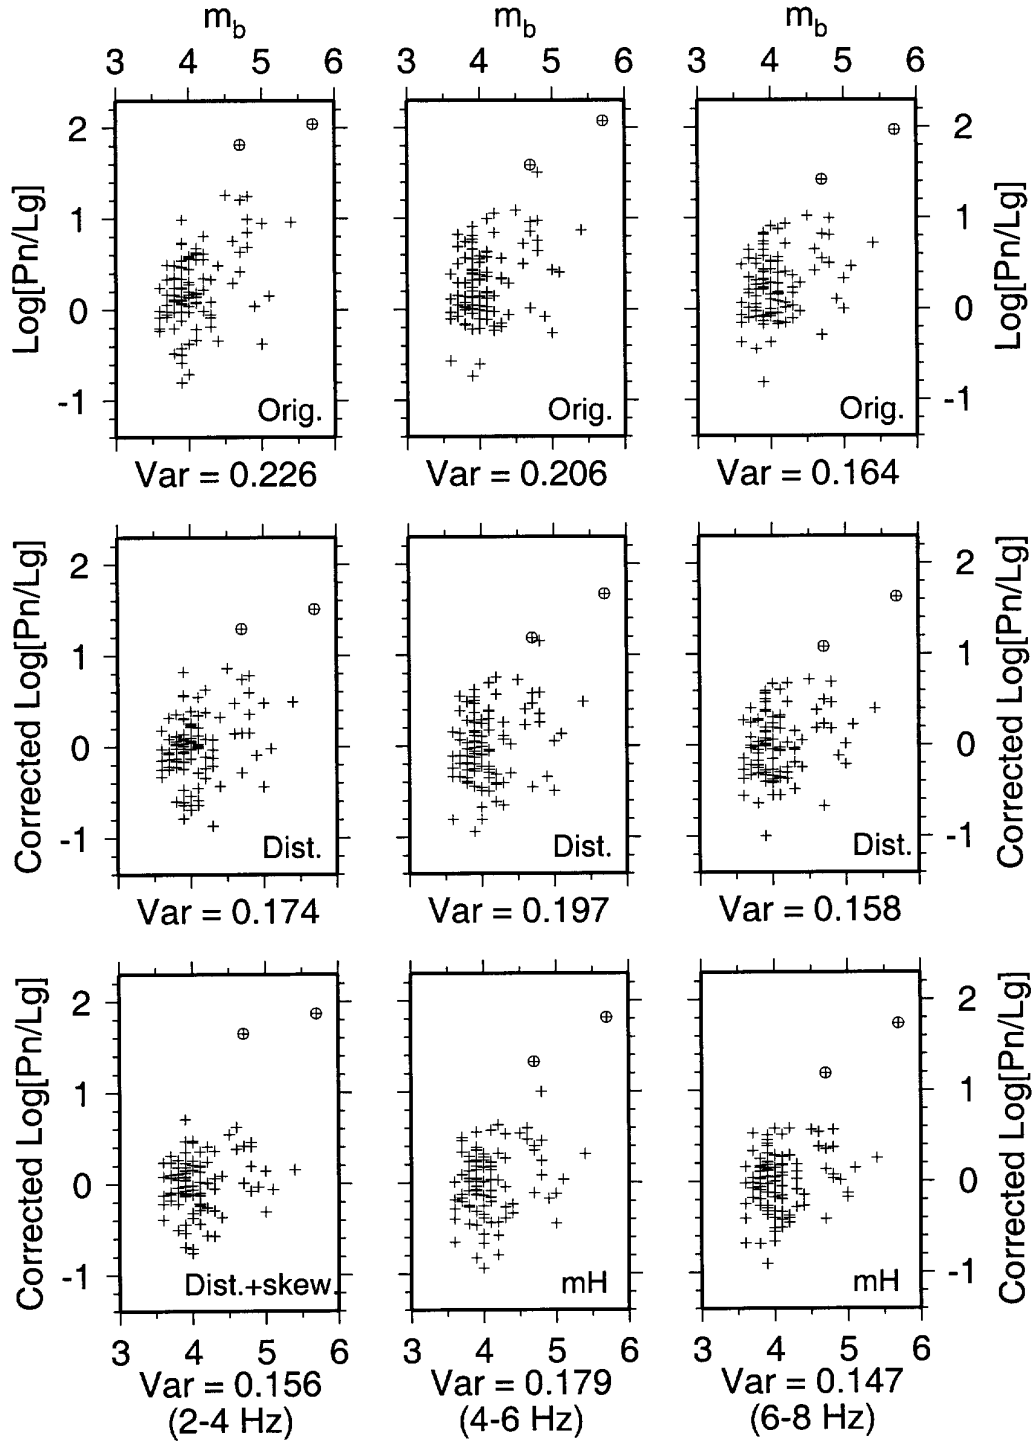 m_b m_b m_b
3 4 5 6 3 4 5 6 3 4 5 6
Log[Pn/Lg]
2
1
0
-1
Orig.
Orig.
Orig.
2
1
0
-1
Log[Pn/Lg]
Var = 0.226
Var = 0.206
Var = 0.164
Corrected Log[Pn/Lg]
2
1
0
-1
Dist.
Dist.
Dist.
2
1
0
-1
Corrected Log[Pn/Lg]
Var = 0.174
Var = 0.197
Var = 0.158
Corrected Log[Pn/Lg]
2
1
0
-1
Dist.+skew.
mH
mH
2
1
0
-1
Corrected Log[Pn/Lg]
3 4 5 6 3 4 5 6 3 4 5 6
Var = 0.156
(2-4 Hz)
Var = 0.179
(4-6 Hz)
Var = 0.147
(6-8 Hz)